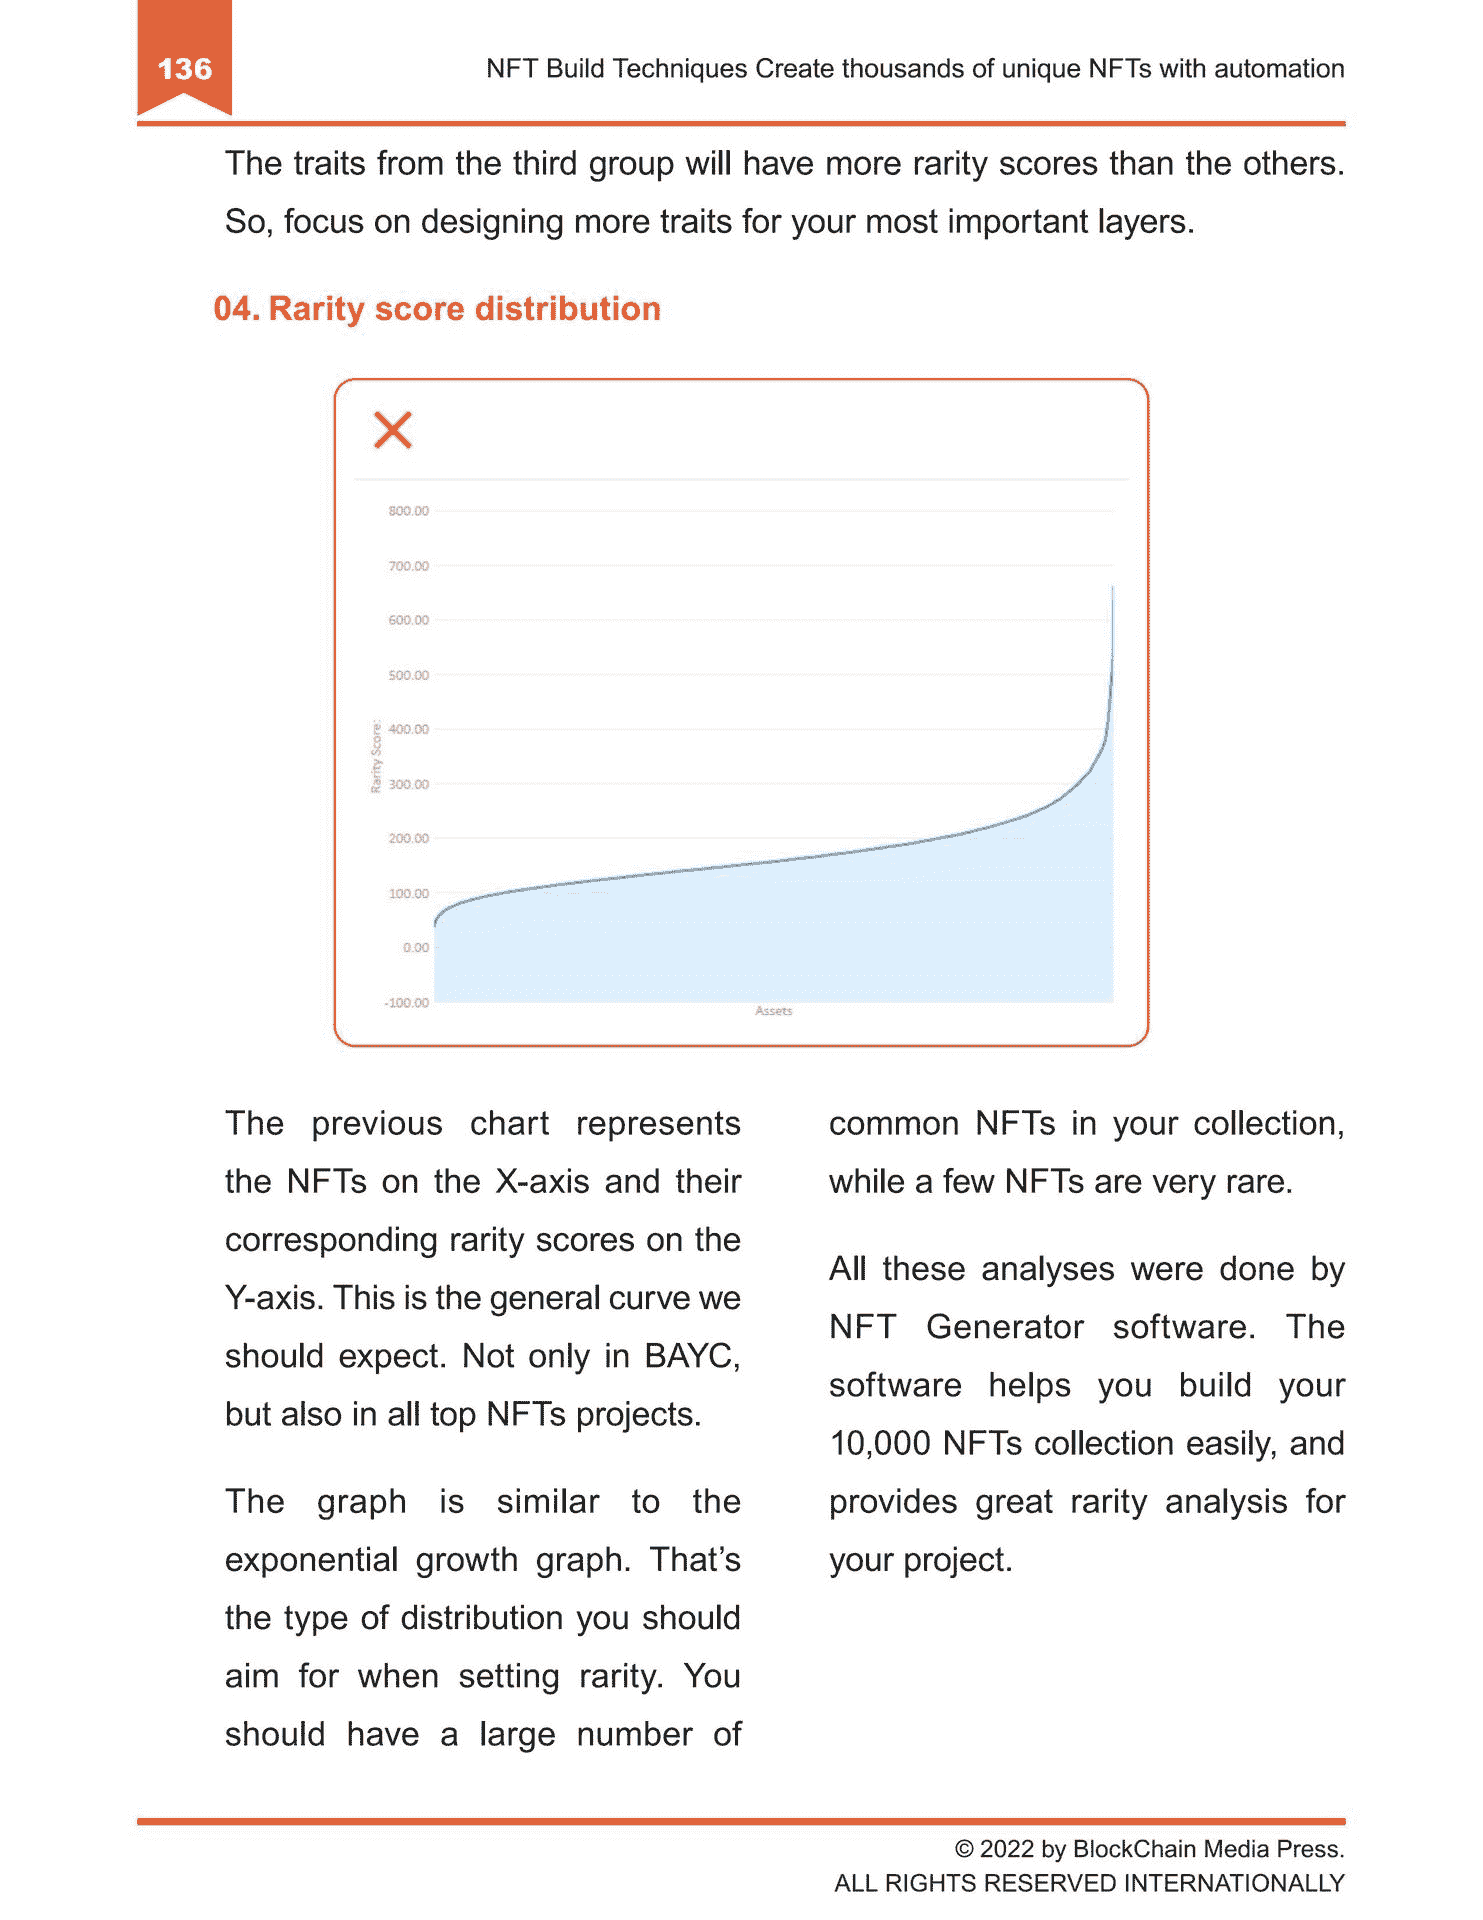 136
NFT Build Techniques Create thousands of unique NFTs with automation
The traits from the third group will have more rarity scores than the others.
So, focus on designing more traits for your most important layers.
04. Rarity score distribution
800.00
700.00
600.00
500.00
400.00
300.00
200.00
100.00
0.00
-100.00
Rarity Score:
Assets
The previous chart represents
the NFTs on the X-axis and their
corresponding rarity scores on the
Y-axis. This is the general curve we
should expect. Not only in BAYC,
but also in all top NFTs projects.
The graph is similar to the
exponential growth graph. That’s
the type of distribution you should
aim for when setting rarity. You
should have a large number of
common NFTs in your collection,
while a few NFTs are very rare.
All these analyses were done by
NFT Generator software. The
software helps you build your
10,000 NFTs collection easily, and
provides great rarity analysis for
your project.
© 2022 by BlockChain Media Press.
ALL RIGHTS RESERVED INTERNATIONALLY